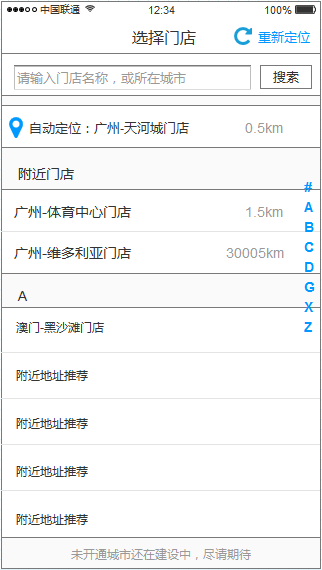 中国联通 12:34 100%
选择门店 重新定位
请输入门店名称，或所在城市 搜索
自动定位：广州-天河城门店 0.5km
附近门店
#
广州-体育中心门店 1.5km
A
B
广州-维多利亚门店 30005km
C
D
G
A
X
澳门-黑沙滩门店
Z
附近地址推荐
附近地址推荐
附近地址推荐
附近地址推荐
未开通城市还在建设中，尽请期待